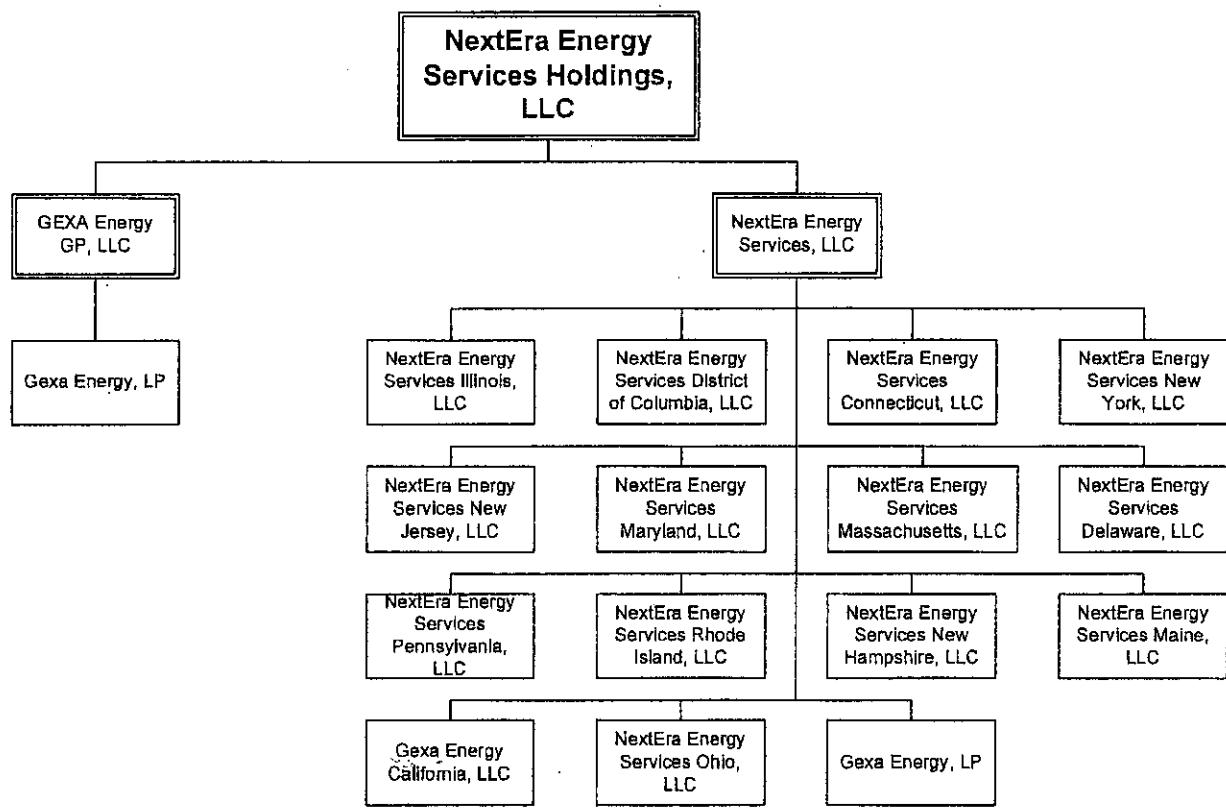 NextEra Energy
Services Holdings,
LLC
GEXA Energy
GP, LLC
NextEra Energy
Services, LLC
Gexa Energy, LP
NextEra Energy
Services Illinois,
LLC
NextEra Energy
Services District
of Columbia, LLC
NextEra Energy
Services
Connecticut, LLC
NextEra Energy
Services New
York, LLC
NextEra Energy
Services New
Jersey, LLC
NextEra Energy
Services
Maryland, LLC
NextEra Energy
Services
Massachusetts, LLC
NextEra Energy
Services
Delaware, LLC
NextEra Energy
Services
Pennsylvania,
LLC
NextEra Energy
Services Rhode
Island, LLC
NextEra Energy
Services New
Hampshire, LLC
NextEra Energy
Services Maine,
LLC
Gexa Energy
California, LLC
NextEra Energy
Services Ohio,
LLC
Gexa Energy, LP